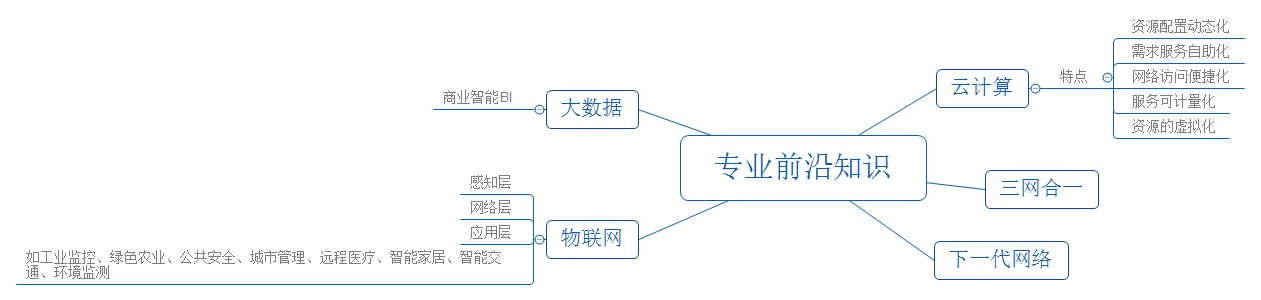 专业前沿知识
云计算
特点
资源配置动态化
需求服务自助化
网络访问便捷化
服务可计量化
资源的虚拟化
三网合一
下一代网络
大数据
商业智能BI
物联网
感知层
网络层
应用层
如工业监控、绿色农业、公共安全、城市管理、远程医疗、智能家居、智能交
通、环境监测